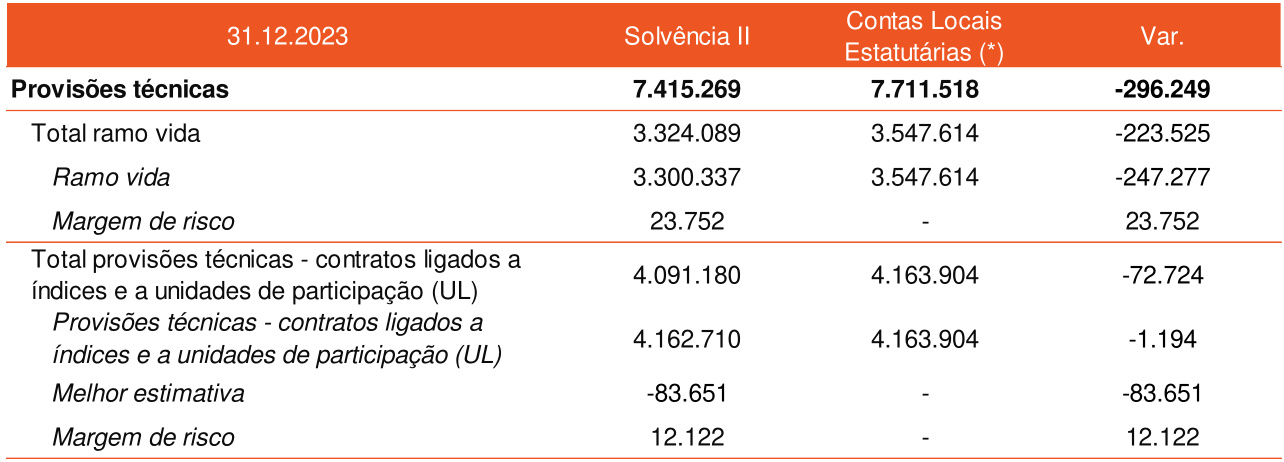 31.12.2023 Solvência II Contas Locais Estatutárias (*) Var.
Provisões técnicas 7.415.269 7.711.518 -296.249
Total ramo vida 3.324.089 3.547.614 -223.525
Ramo vida 3.300.337 3.547.614 -247.277
Margem de risco 23.752 - 23.752
Total provisões técnicas - contratos ligados a
índices e a unidades de participação (UL) 4.091.180 4.163.904 -72.724
Provisões técnicas - contratos ligados a
índices e a unidades de participação (UL) 4.162.710 4.163.904 -1.194
Melhor estimativa -83.651 - -83.651
Margem de risco 12.122 - 12.122